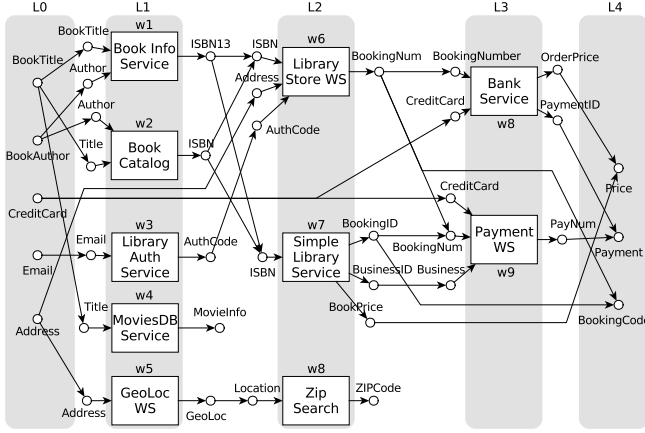 L0
L1
L2
L3
L4
BookTitle
BookAuthor
CreditCard
Email
Address
BookTitle
Author
w1
Book Info
Service
ISBN13
Author
Title
w2
Book
Catalog
ISBN
Email
w3
Library
Auth
Service
AuthCode
Title
w4
MoviesDB
Service
MovieInfo
Address
w5
GeoLoc
WS
GeoLoc
ISBN
Address
AuthCode
w6
Library
Store WS
BookingNum
ISBN
w7
Simple
Library
Service
BookingID
BusinessID
BookPrice
Location
w8
Zip
Search
ZIPCode
BookingNumber
CreditCard
Bank
Service
w8
OrderPrice
PaymentID
CreditCard
BookingNum
Business
Payment
WS
w9
PayNum
Price
Payment
BookingCode